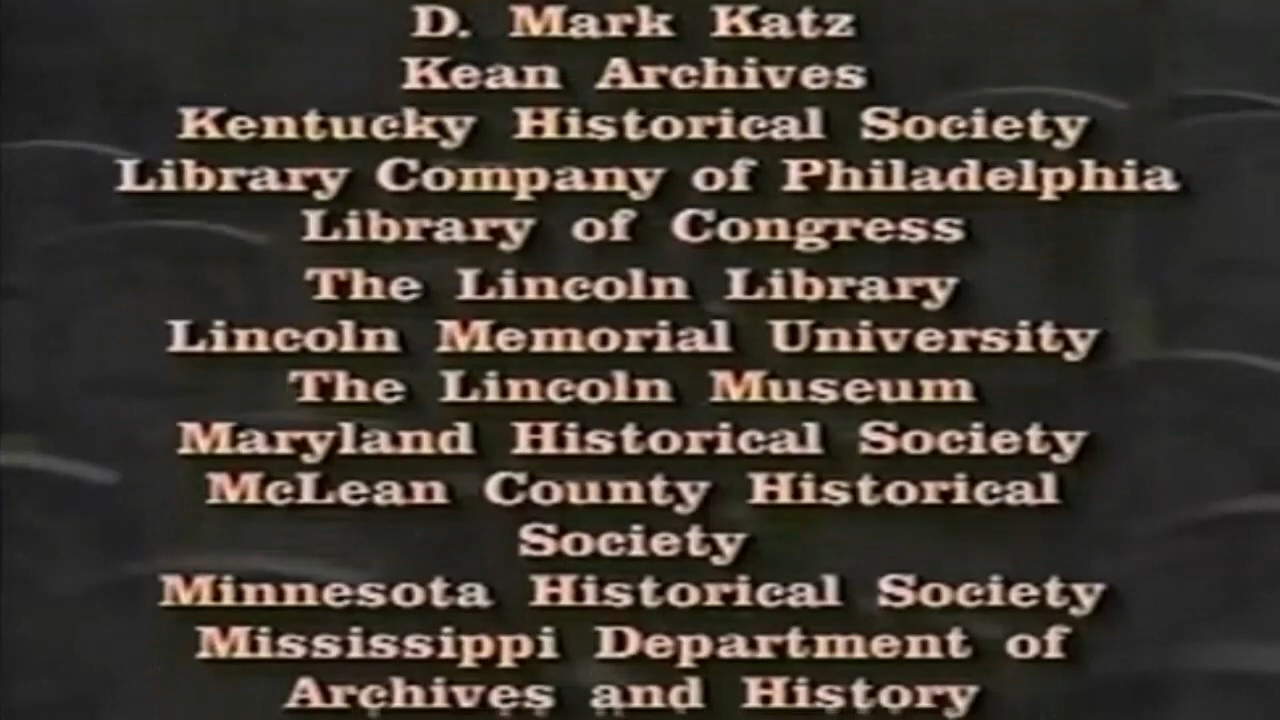 D. Mark Katz
Kean Archives
Kentucky Historical Society
Library Company of Philadelphia
Library of Congress
The Lincoln Library
Lincoln Memorial University
The Lincoln Museum
Maryland Historical Society
McLean County Historical
Society
Minnesota Historical Society
Mississippi Department of
Archives and History